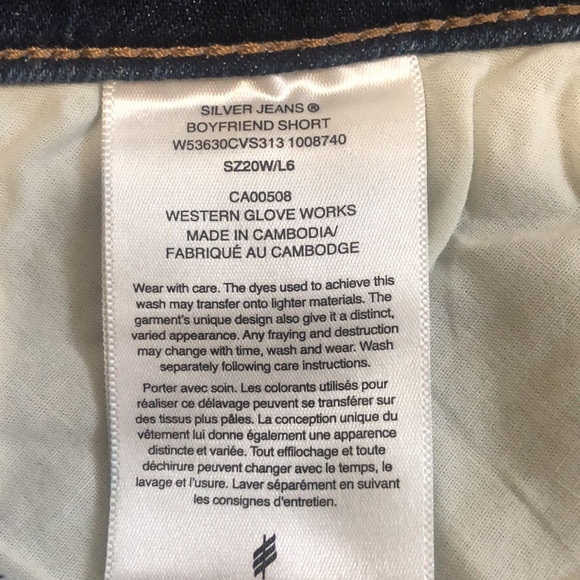 SILVER JEANS ®
BOYFRIEND SHORT
W53630CVS313 1008740
SZ20W/L6
CA00508
WESTERN GLOVE WORKS
MADE IN CAMBODIA/
FABRIQUÉ AU CAMBODGE
Wear with care. The dyes used to achieve this
wash may transfer onto lighter materials. The
garment's unique design also give it a distinct,
varied appearance. Any fraying and destruction
may change with time, wash and wear. Wash
separately following care instructions.
Porter avec soin. Les colorants utilisés pour
réaliser ce délavage peuvent se transférer sur
des tissus plus pâles. La conception unique du
vêtement lui donne également une apparence
distincte et variée. Tout effilochage et toute
déchirure peuvent changer avec le temps, le
lavage et l'usure. Laver séparément en suivant
les consignes d'entretien.